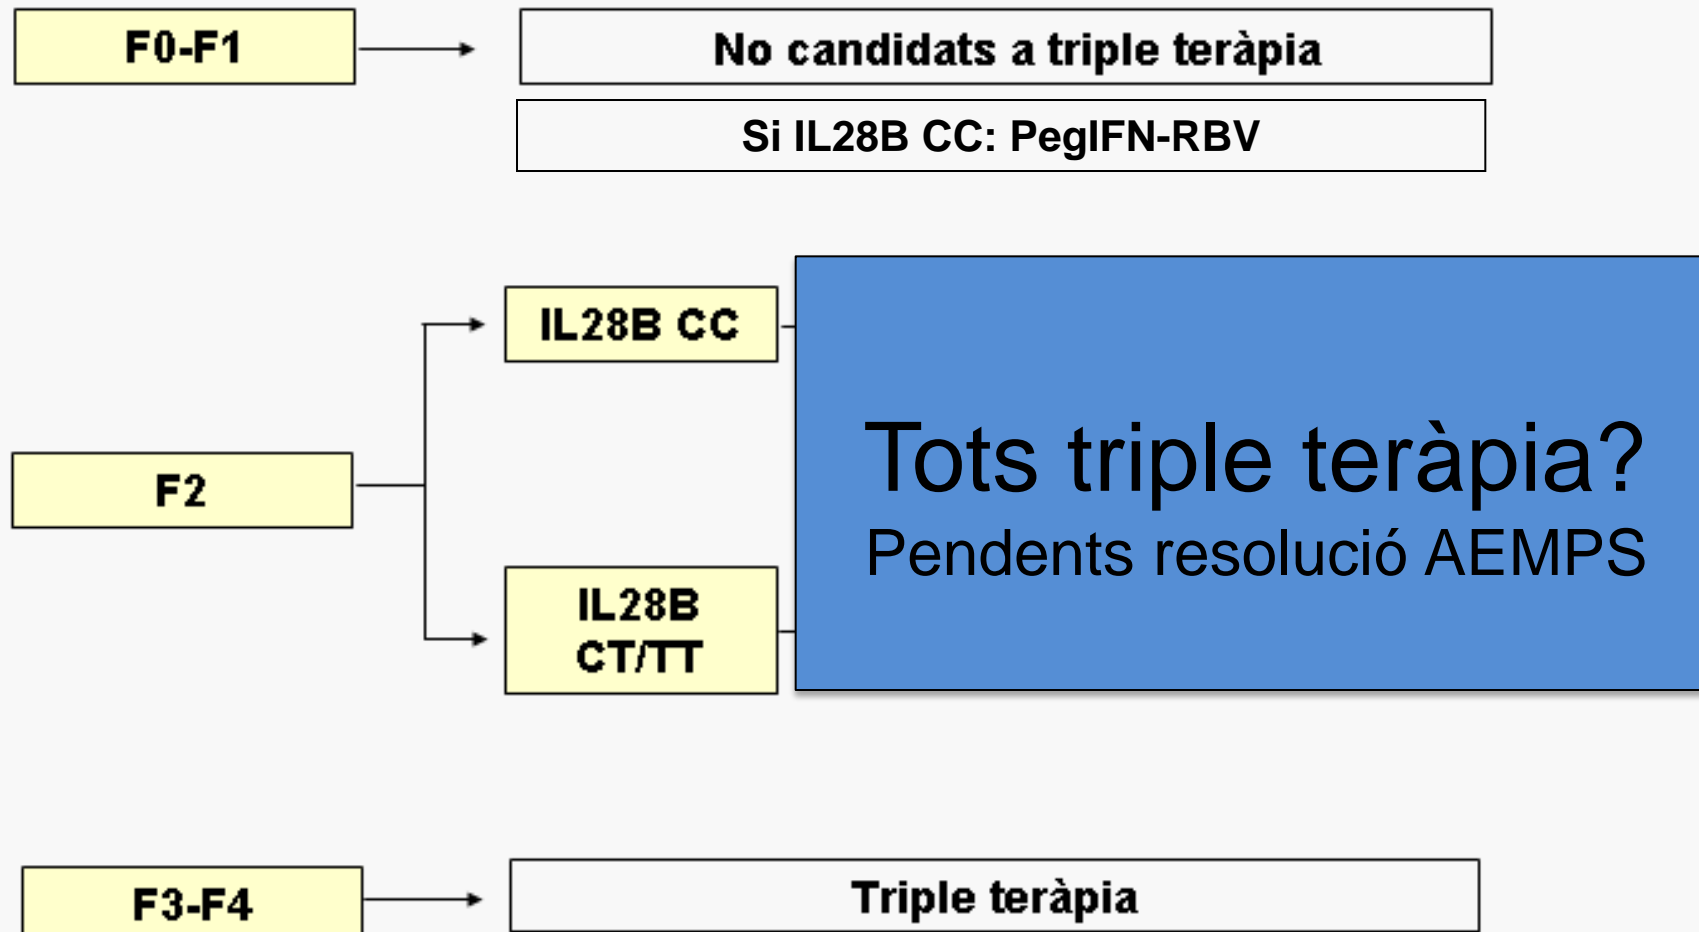 F0-F1
No candidats a triple teràpia
Si IL28B CC: PegIFN-RBV
IL28B CC
F2
Tots triple teràpia?
Pendents resolució AEMPS
IL28B
CT/TT
F3-F4
Triple teràpia